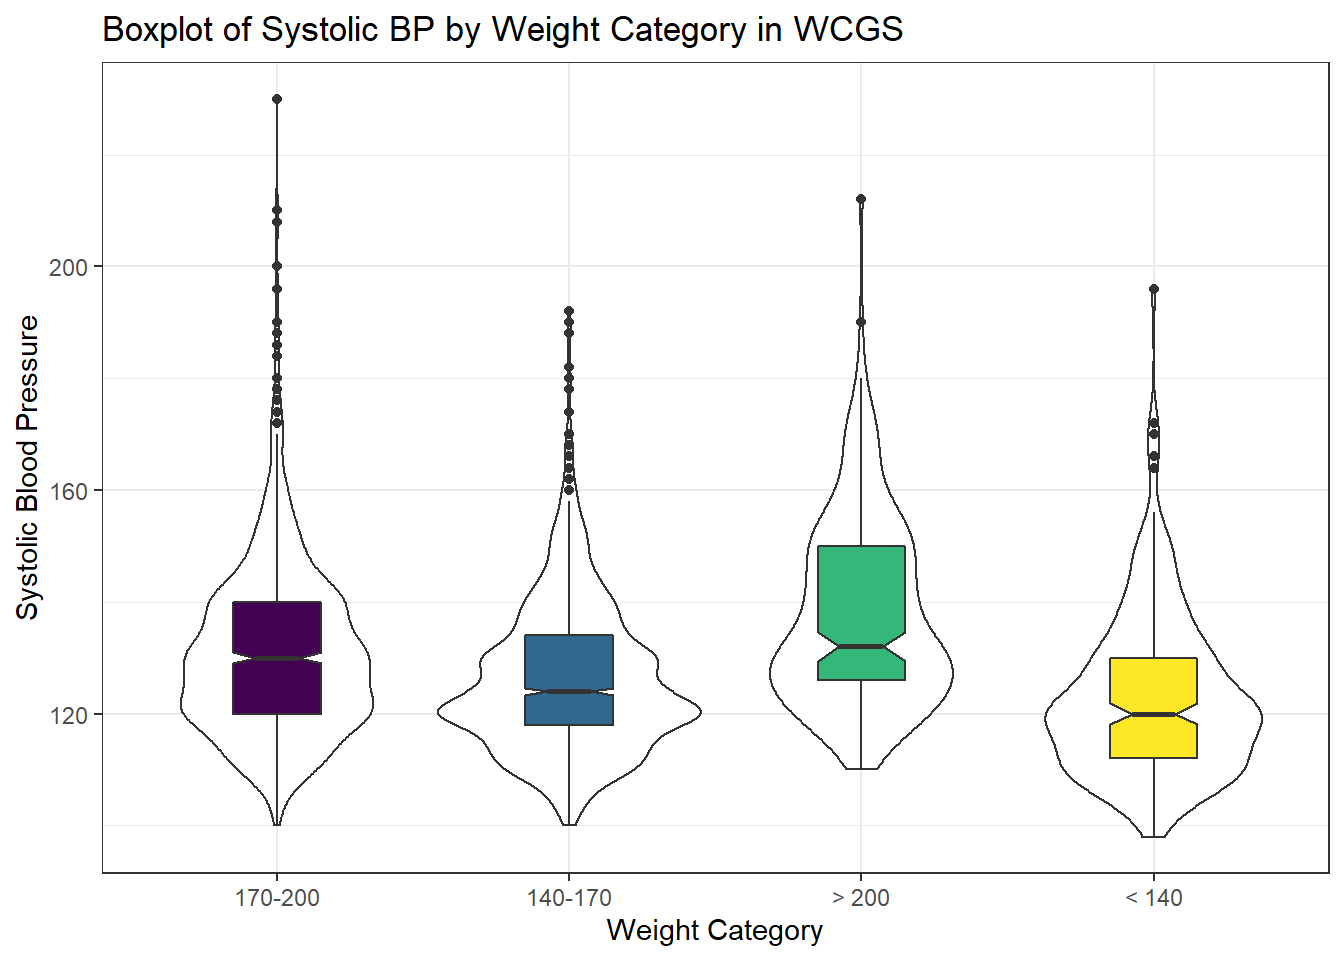 Boxplot of Systolic BP by Weight Category in WCGS
Systolic Blood Pressure
200
160
120
170-200
140-170
> 200
< 140
Weight Category